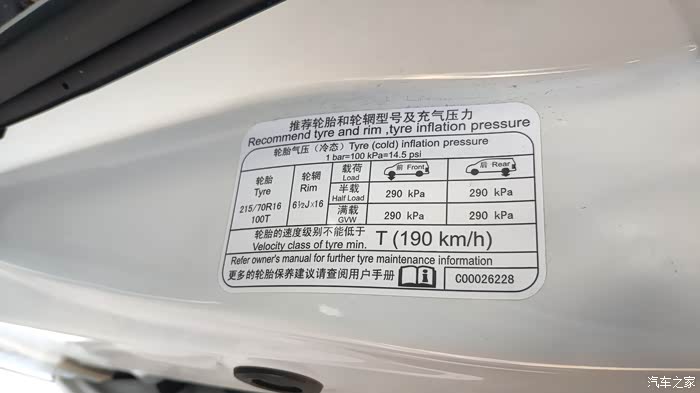 推荐轮胎和轮辋型号及充气压力
Recommend tyre and rim ,tyre inflation pressure
轮胎气压（冷态）Tyre (cold) inflation pressure
1 bar=100 kPa=14.5 psi
轮胎
Tyre
轮辋
Rim
载荷
Load
前 Front
后 Rear
215/70R16
100T
6½J×16
半载
Half Load
290 kPa
290 kPa
满载
GVW
290 kPa
290 kPa
轮胎的速度级别不能低于
Velocity class of tyre min.
T (190 km/h)
Refer owner's manual for further tyre maintenance information
更多的轮胎保养建议请查阅用户手册
C00026228
汽车之家